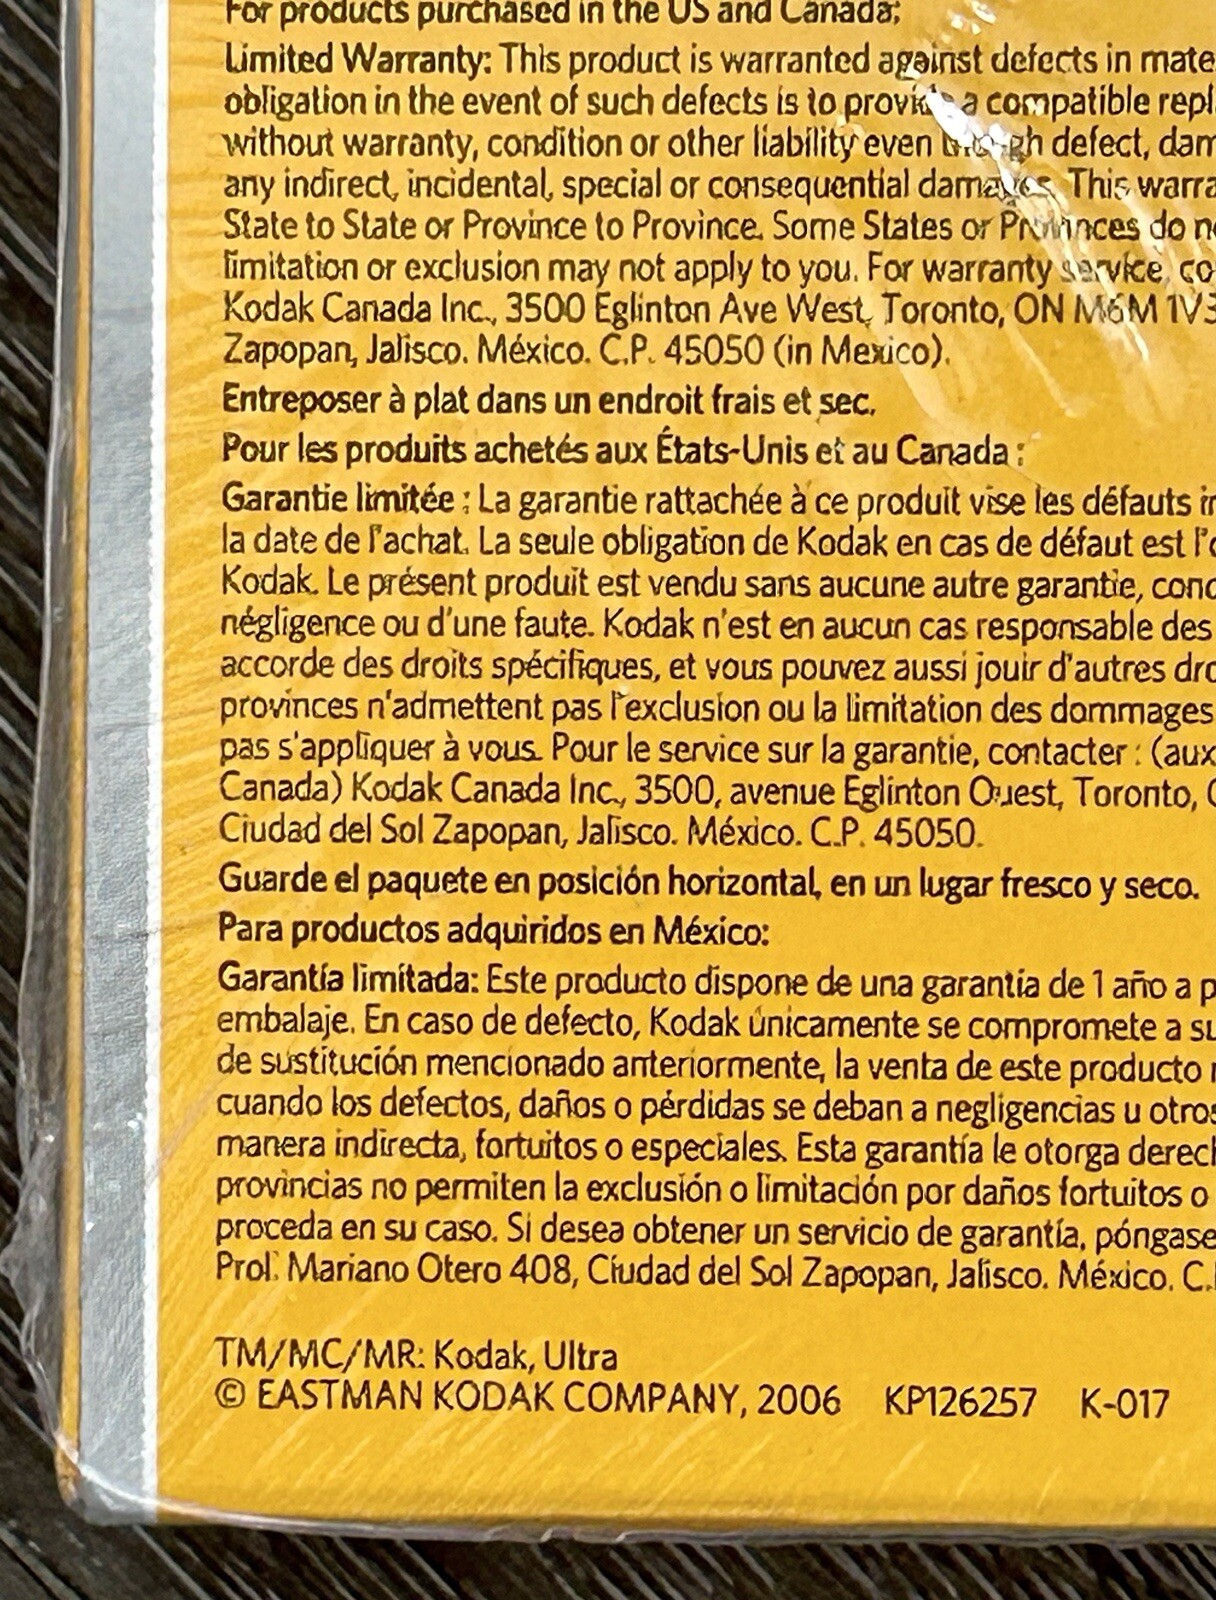 For products purchased in the US and Canada:
Limited Warranty: This product is warranted against defects in mate
obligation in the event of such defects is to provide a compatible repl
without warranty, condition or other liability even though defect, dam
any indirect, incidental, special or consequential damages. This warra
State to State or Province to Province. Some States or Provinces do n
limitation or exclusion may not apply to you. For warranty service, co
Kodak Canada Inc., 3500 Eglinton Ave West, Toronto, ON M6M 1V3
Zapopan, Jalisco. México. C.P. 45050 (in Mexico).
Entreposer à plat dans un endroit frais et sec.
Pour les produits achetés aux États-Unis et au Canada :
Garantie limitée : La garantie rattachée à ce produit vise les défauts in
la date de l'achat. La seule obligation de Kodak en cas de défaut est l'
Kodak. Le présent produit est vendu sans aucune autre garantie, cond
négligence ou d'une faute. Kodak n'est en aucun cas responsable des
accorde des droits spécifiques, et vous pouvez aussi jouir d'autres dro
provinces n'admettent pas l'exclusion ou la limitation des dommages
pas s'appliquer à vous. Pour le service sur la garantie, contacter : (aux
Canada) Kodak Canada Inc., 3500, avenue Eglinton Ouest, Toronto,
Ciudad del Sol Zapopan, Jalisco. México. C.P. 45050.
Guarde el paquete en posición horizontal, en un lugar fresco y seco.
Para productos adquiridos en México:
Garantía limitada: Este producto dispone de una garantía de 1 año a p
embalaje. En caso de defecto, Kodak únicamente se compromete a su
de sustitución mencionado anteriormente, la venta de este producto
cuando los defectos, daños o pérdidas se deban a negligencias u otros
manera indirecta, fortuitos o especiales. Esta garantía le otorga derech
provincias no permiten la exclusión o limitación por daños fortuitos o
proceda en su caso. Si desea obtener un servicio de garantía, póngase
Prol. Mariano Otero 408, Ciudad del Sol Zapopan, Jalisco. México. C.
TM/MC/MR: Kodak, Ultra
© EASTMAN KODAK COMPANY, 2006 KP126257 K-017